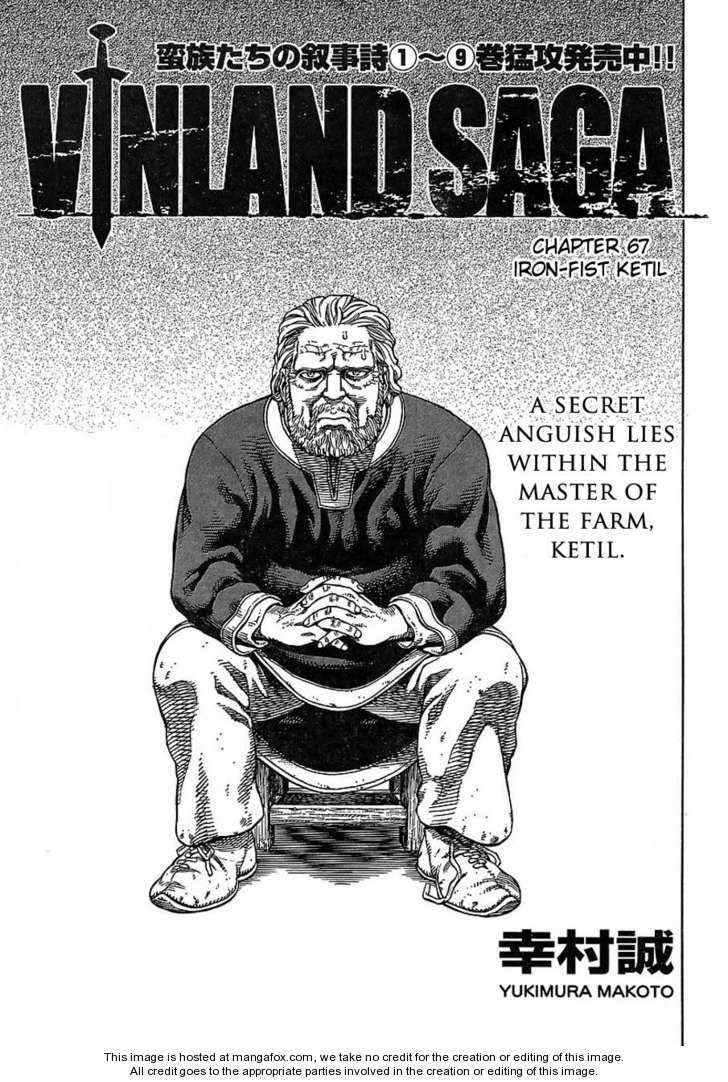 蛮族たちの叙事詩①〜⑨巻猛攻発売中!!
VINLAND SAGA
CHAPTER 67
IRON-FIST KETIL
A SECRET
ANGUISH LIES
WITHIN THE
MASTER OF
THE FARM,
KETIL.
幸村誠
YUKIMURA MAKOTO
This image is hosted at mangafox.com, we take no credit for the creation or editing of this image.
All credit goes to the appropriate parties involved in the creation or editing of this image.